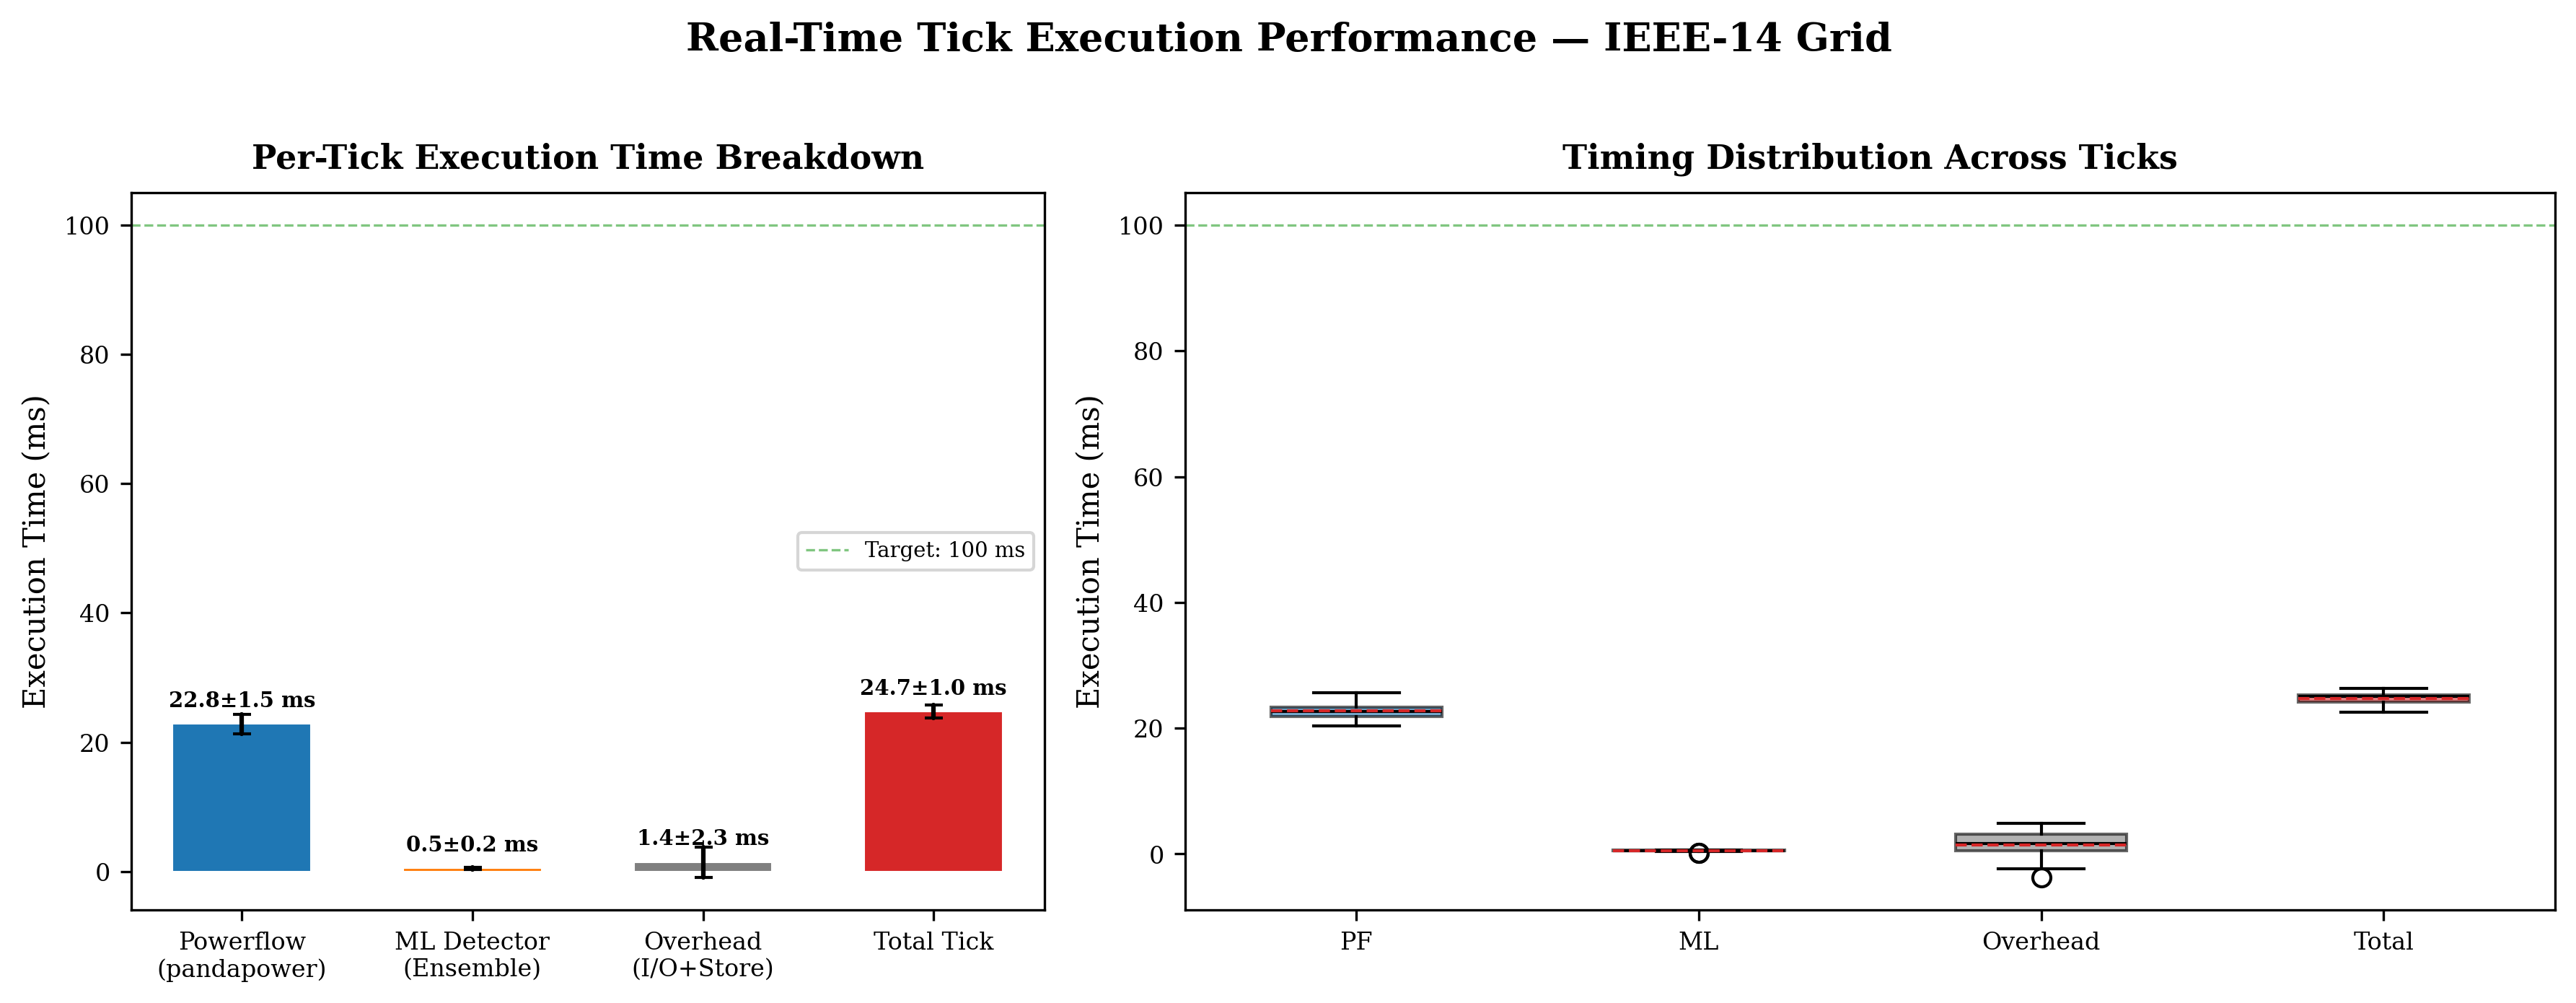 Real-Time Tick Execution Performance — IEEE-14 Grid
Per-Tick Execution Time Breakdown
Execution Time (ms)
100
80
60
40
20
0
Target: 100 ms
22.8±1.5 ms
0.5±0.2 ms
1.4±2.3 ms
24.7±1.0 ms
Powerflow
(pandapower)
ML Detector
(Ensemble)
Overhead
(I/O+Store)
Total Tick
Timing Distribution Across Ticks
Execution Time (ms)
100
80
60
40
20
0
PF
ML
Overhead
Total